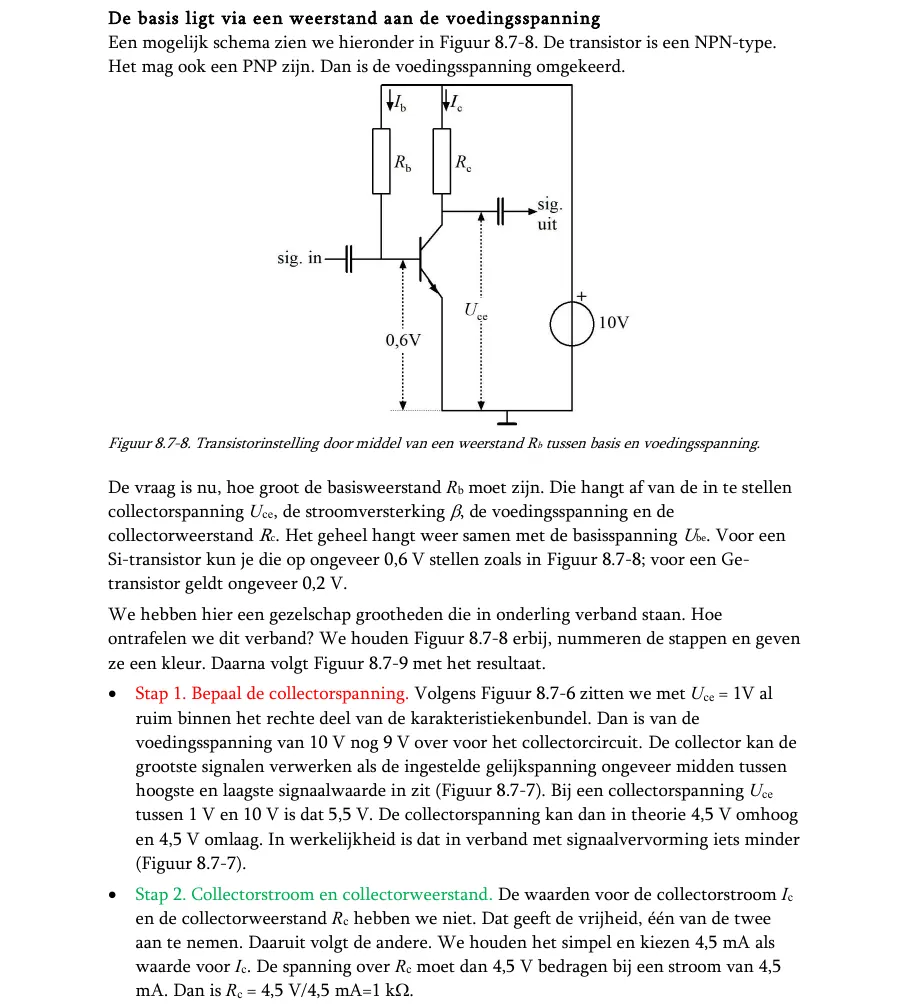 De basis ligt via een weerstand aan de voedingsspanning
Een mogelijk schema zien we hieronder in Figuur 8.7-8. De transistor is een NPN-type.
Het mag ook een PNP zijn. Dan is de voedingsspanning omgekeerd.
Ib
Ic
Rb
Rc
sig.
uit
sig. in
Uce
+
10V
0,6V
Figuur 8.7-8. Transistorinstelling door middel van een weerstand Rb tussen basis en voedingsspanning.
De vraag is nu, hoe groot de basisweerstand Rb moet zijn. Die hangt af van de in te stellen
collectorspanning Uce, de stroomversterking β, de voedingsspanning en de
collectorweerstand Rc. Het geheel hangt weer samen met de basisspanning Ube. Voor een
Si-transistor kun je die op ongeveer 0,6 V stellen zoals in Figuur 8.7-8; voor een Ge-
transistor geldt ongeveer 0,2 V.
We hebben hier een gezelschap grootheden die in onderling verband staan. Hoe
ontrafelen we dit verband? We houden Figuur 8.7-8 erbij, nummeren de stappen en geven
ze een kleur. Daarna volgt Figuur 8.7-9 met het resultaat.
• Stap 1. Bepaal de collectorspanning. Volgens Figuur 8.7-6 zitten we met Uce = 1V al
ruim binnen het rechte deel van de karakteristiekenbundel. Dan is van de
voedingsspanning van 10 V nog 9 V over voor het collectorcircuit. De collector kan de
grootste signalen verwerken als de ingestelde gelijkspanning ongeveer midden tussen
hoogste en laagste signaalwaarde in zit (Figuur 8.7-7). Bij een collectorspanning Uce
tussen 1 V en 10 V is dat 5,5 V. De collectorspanning kan dan in theorie 4,5 V omhoog
en 4,5 V omlaag. In werkelijkheid is dat in verband met signaalvervorming iets minder
(Figuur 8.7-7).
• Stap 2. Collectorstroom en collectorweerstand. De waarden voor de collectorstroom Ic
en de collectorweerstand Rc hebben we niet. Dat geeft de vrijheid, één van de twee
aan te nemen. Daaruit volgt de andere. We houden het simpel en kiezen 4,5 mA als
waarde voor Ic. De spanning over Rc moet dan 4,5 V bedragen bij een stroom van 4,5
mA. Dan is Rc = 4,5 V/4,5 mA=1 kΩ.